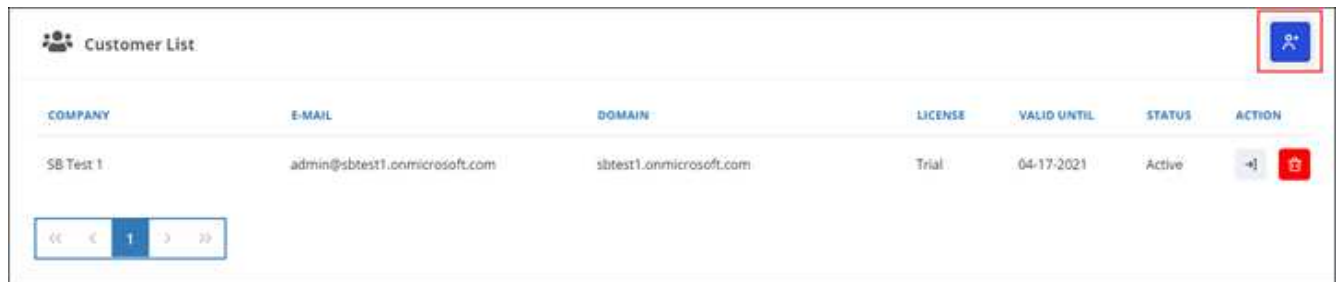 Customer List
COMPANY E-MAIL DOMAIN LICENSE VALID UNTIL STATUS ACTION
SB Test 1 admin@sbtest1.onmicrosoft.com sbtest1.onmicrosoft.com Trial 04-17-2021 Active
<< < 1 > >>